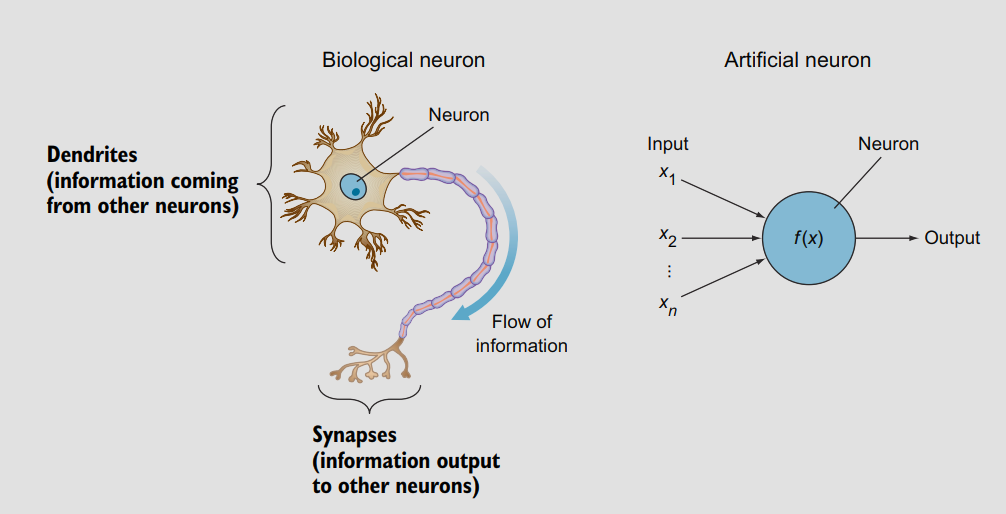 Biological neuron
Neuron
Dendrites
(information coming
from other neurons)
Flow of
information
Synapses
(information output
to other neurons)
Artificial neuron
Input
Neuron
x1
x2
⋮
xn
f(x)
Output